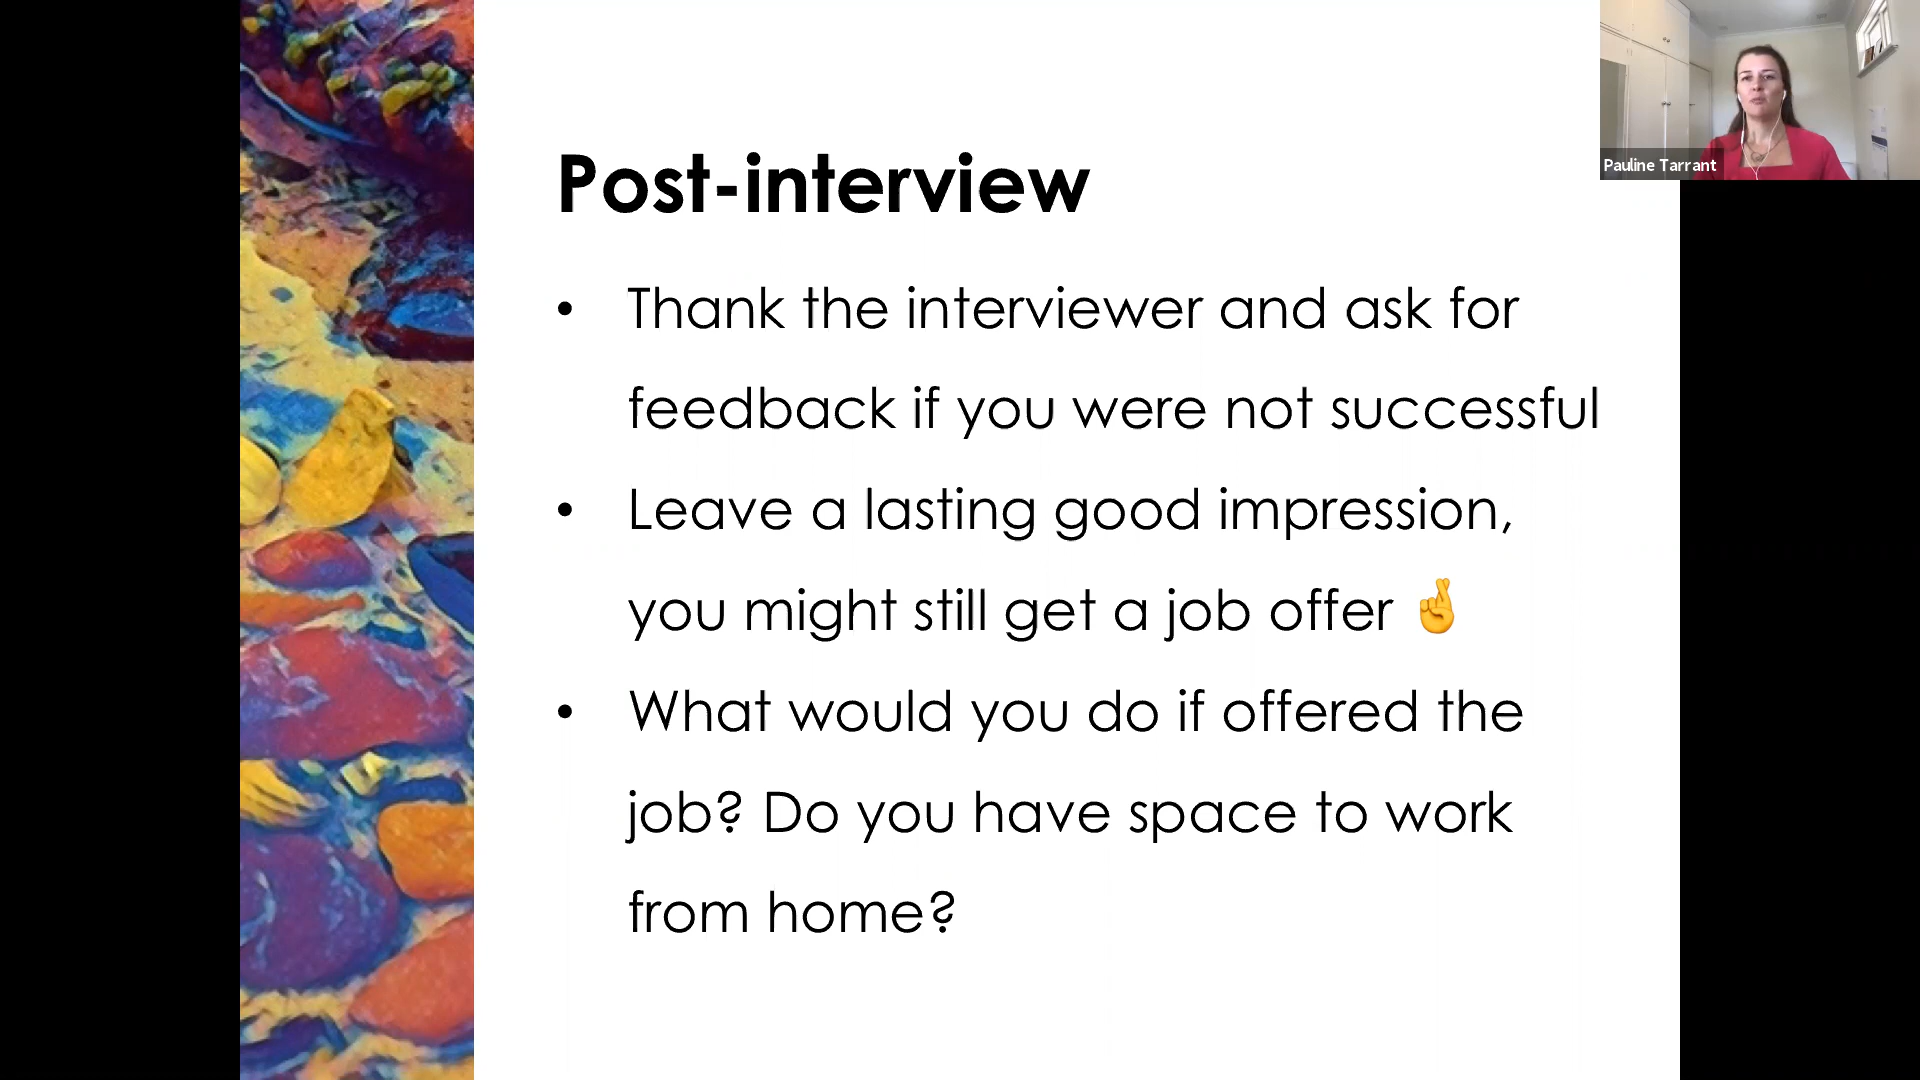 Post-interview
• Thank the interviewer and ask for
feedback if you were not successful
• Leave a lasting good impression,
you might still get a job offer 🤞
• What would you do if offered the
job? Do you have space to work
from home?
Pauline Tarrant